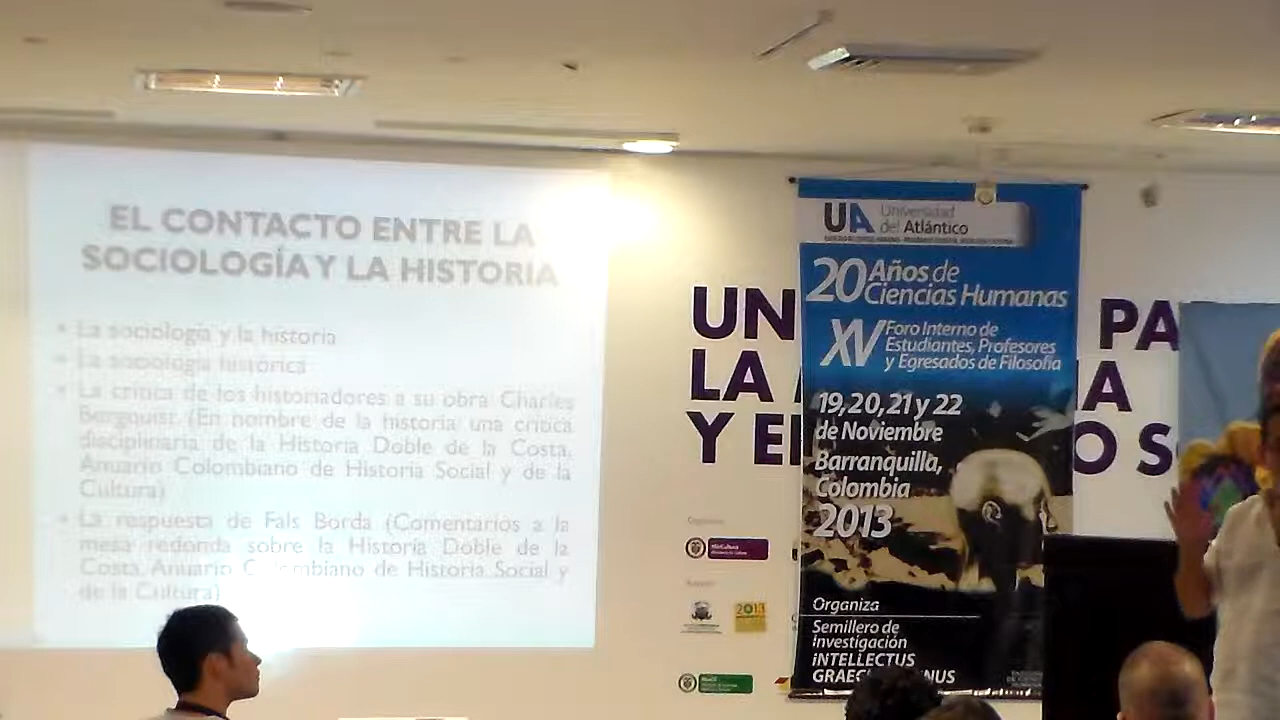 EL CONTACTO ENTRE LA
SOCIOLOGÍA Y LA HISTORIA
• La sociología y la historia
• La sociología histórica
• La crítica de los historiadores a su obra Charles
Bergquist (En nombre de la historia una crítica
disciplinaria de la Historia Doble de la Costa,
Anuario Colombiano de Historia Social y de la
Cultura)
• La respuesta de Fals Borda (Comentarios a la
mesa redonda sobre la Historia Doble de la
Costa, Anuario Colombiano de Historia Social y
de la Cultura)
UN
LA
Y E
PA
A
O S
UA Universidad
del Atlántico
20 Años de
Ciencias Humanas
XV Foro Interno de
Estudiantes, Profesores
y Egresados de Filosofía
19, 20, 21 y 22
de Noviembre
Barranquilla,
Colombia
2013
Organiza
Semillero de
Investigación
INTELLECTUS
GRAEC NUS
MinCultura
2013